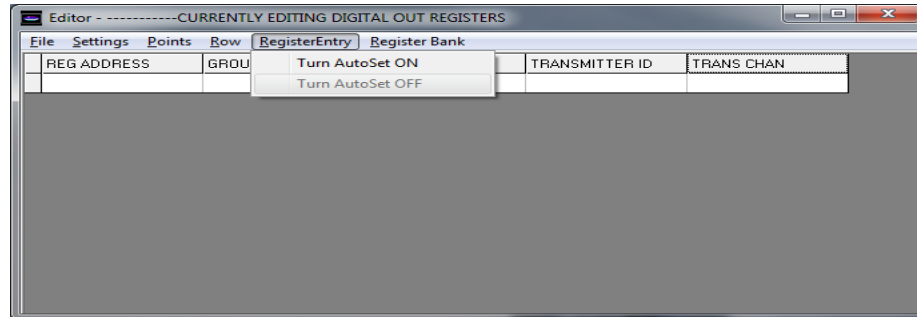 Editor - -----------CURRENTLY EDITING DIGITAL OUT REGISTERS
File Settings Points Row RegisterEntry Register Bank
REG ADDRESS GROU TRANSMITTER ID TRANS CHAN
Turn AutoSet ON
Turn AutoSet OFF